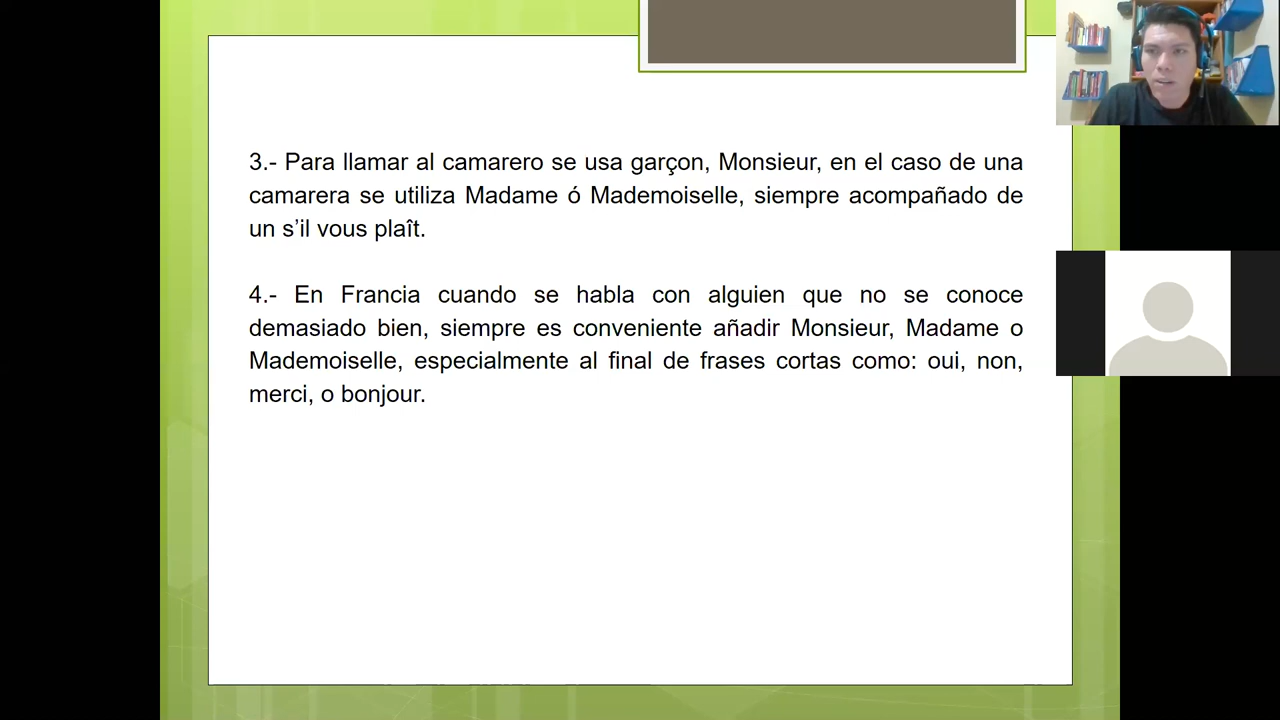 3.- Para llamar al camarero se usa garçon, Monsieur, en el caso de una
camarera se utiliza Madame ó Mademoiselle, siempre acompañado de
un s’il vous plaît.
4.- En Francia cuando se habla con alguien que no se conoce
demasiado bien, siempre es conveniente añadir Monsieur, Madame o
Mademoiselle, especialmente al final de frases cortas como: oui, non,
merci, o bonjour.